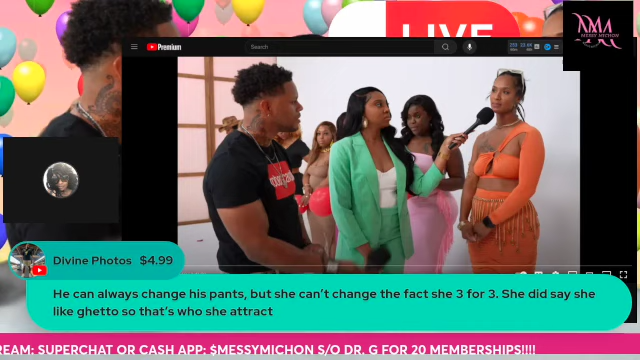 LIVE
MESSY MICHON
Premium
Search
Divine Photos $4.99
He can always change his pants, but she can't change the fact she 3 for 3. She did say she
like ghetto so that's who she attract
REAM: SUPERCHAT OR CASH APP: $MESSYMICHON S/O DR. G FOR 20 MEMBERSHIPS!!!!